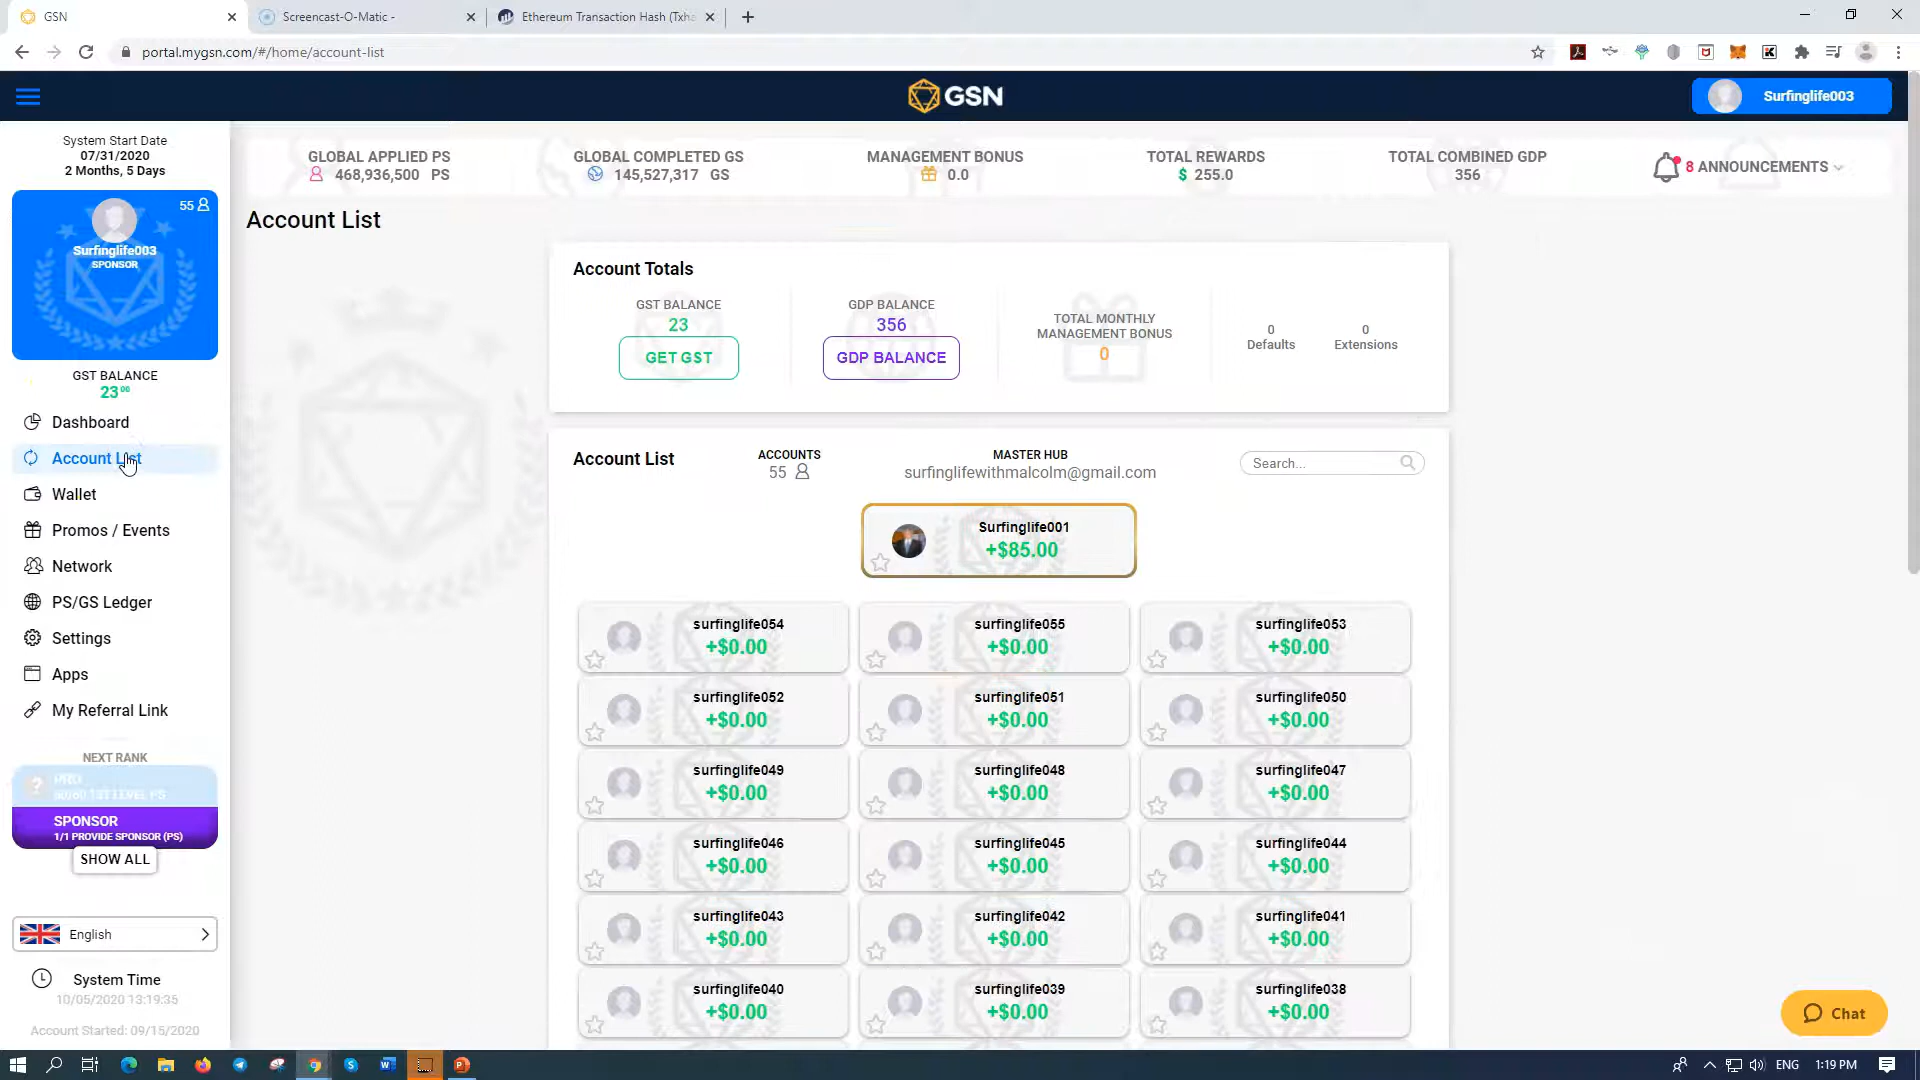 GSN
Screencast-O-Matic -
Ethereum Transaction Hash (Txha
portal.mygsn.com/#/home/account-list
GSN
Surfinglife003
System Start Date
07/31/2020
2 Months, 5 Days
GLOBAL APPLIED PS
468,936,500 PS
GLOBAL COMPLETED GS
145,527,317 GS
MANAGEMENT BONUS
0.0
TOTAL REWARDS
$ 255.0
TOTAL COMBINED GDP
356
8 ANNOUNCEMENTS
55
Surfinglife003
SPONSOR
GST BALANCE
23⁰⁰
Dashboard
Account List
Wallet
Promos / Events
Network
PS/GS Ledger
Settings
Apps
My Referral Link
NEXT RANK
PRO
60/60 1ST LEVEL PS
SPONSOR
1/1 PROVIDE SPONSOR (PS)
SHOW ALL
English
System Time
10/05/2020 13:19:35
Account Started: 09/15/2020
Account List
Account Totals
GST BALANCE
23
GET GST
GDP BALANCE
356
GDP BALANCE
TOTAL MONTHLY
MANAGEMENT BONUS
0
0
Defaults
0
Extensions
Account List
ACCOUNTS
55
MASTER HUB
surfinglifewithmalcolm@gmail.com
Search...
Surfinglife001
+$85.00
surfinglife054
+$0.00
surfinglife055
+$0.00
surfinglife053
+$0.00
surfinglife052
+$0.00
surfinglife051
+$0.00
surfinglife050
+$0.00
surfinglife049
+$0.00
surfinglife048
+$0.00
surfinglife047
+$0.00
surfinglife046
+$0.00
surfinglife045
+$0.00
surfinglife044
+$0.00
surfinglife043
+$0.00
surfinglife042
+$0.00
surfinglife041
+$0.00
surfinglife040
+$0.00
surfinglife039
+$0.00
surfinglife038
+$0.00
Chat
ENG
1:19 PM